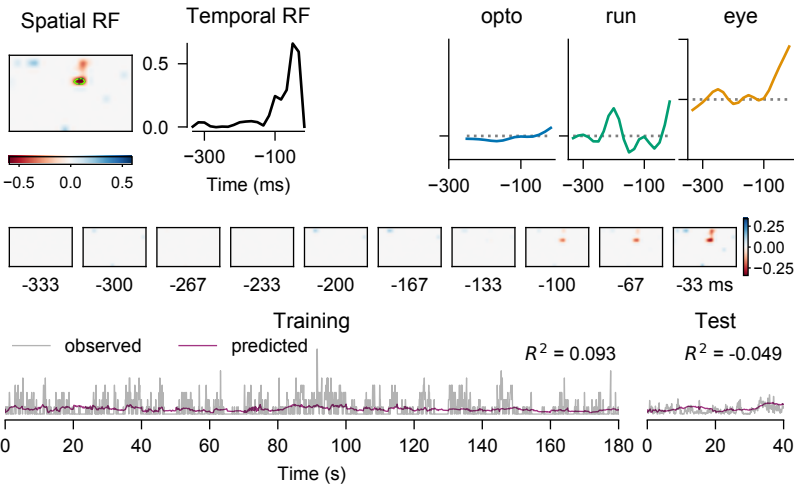 Spatial RF
Temporal RF
opto
run
eye
0.5
0.0
−0.5 0.0 0.5
−300 −100
Time (ms)
−300 −100
−300 −100
−300 −100
-333 -300 -267 -233 -200 -167 -133 -100 -67 -33 ms
0.25
0.00
−0.25
Training
Test
observed
predicted
R² = 0.093
R² = -0.049
0 20 40 60 80 100 120 140 160 180
0 20 40
Time (s)